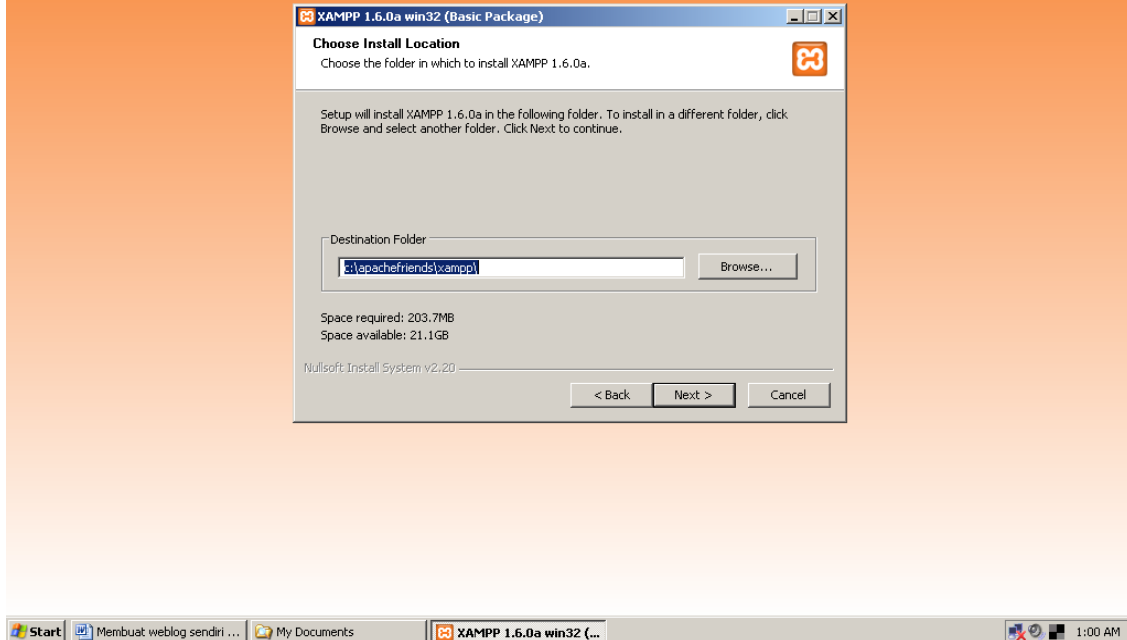 XAMPP 1.6.0a win32 (Basic Package)
Choose Install Location
Choose the folder in which to install XAMPP 1.6.0a.
Setup will install XAMPP 1.6.0a in the following folder. To install in a different folder, click
Browse and select another folder. Click Next to continue.
Destination Folder
c:\apachefriends\xampp\
Browse...
Space required: 203.7MB
Space available: 21.1GB
Nullsoft Install System v2.20
< Back
Next >
Cancel
Start
Membuat weblog sendiri ...
My Documents
XAMPP 1.6.0a win32 (...
1:00 AM